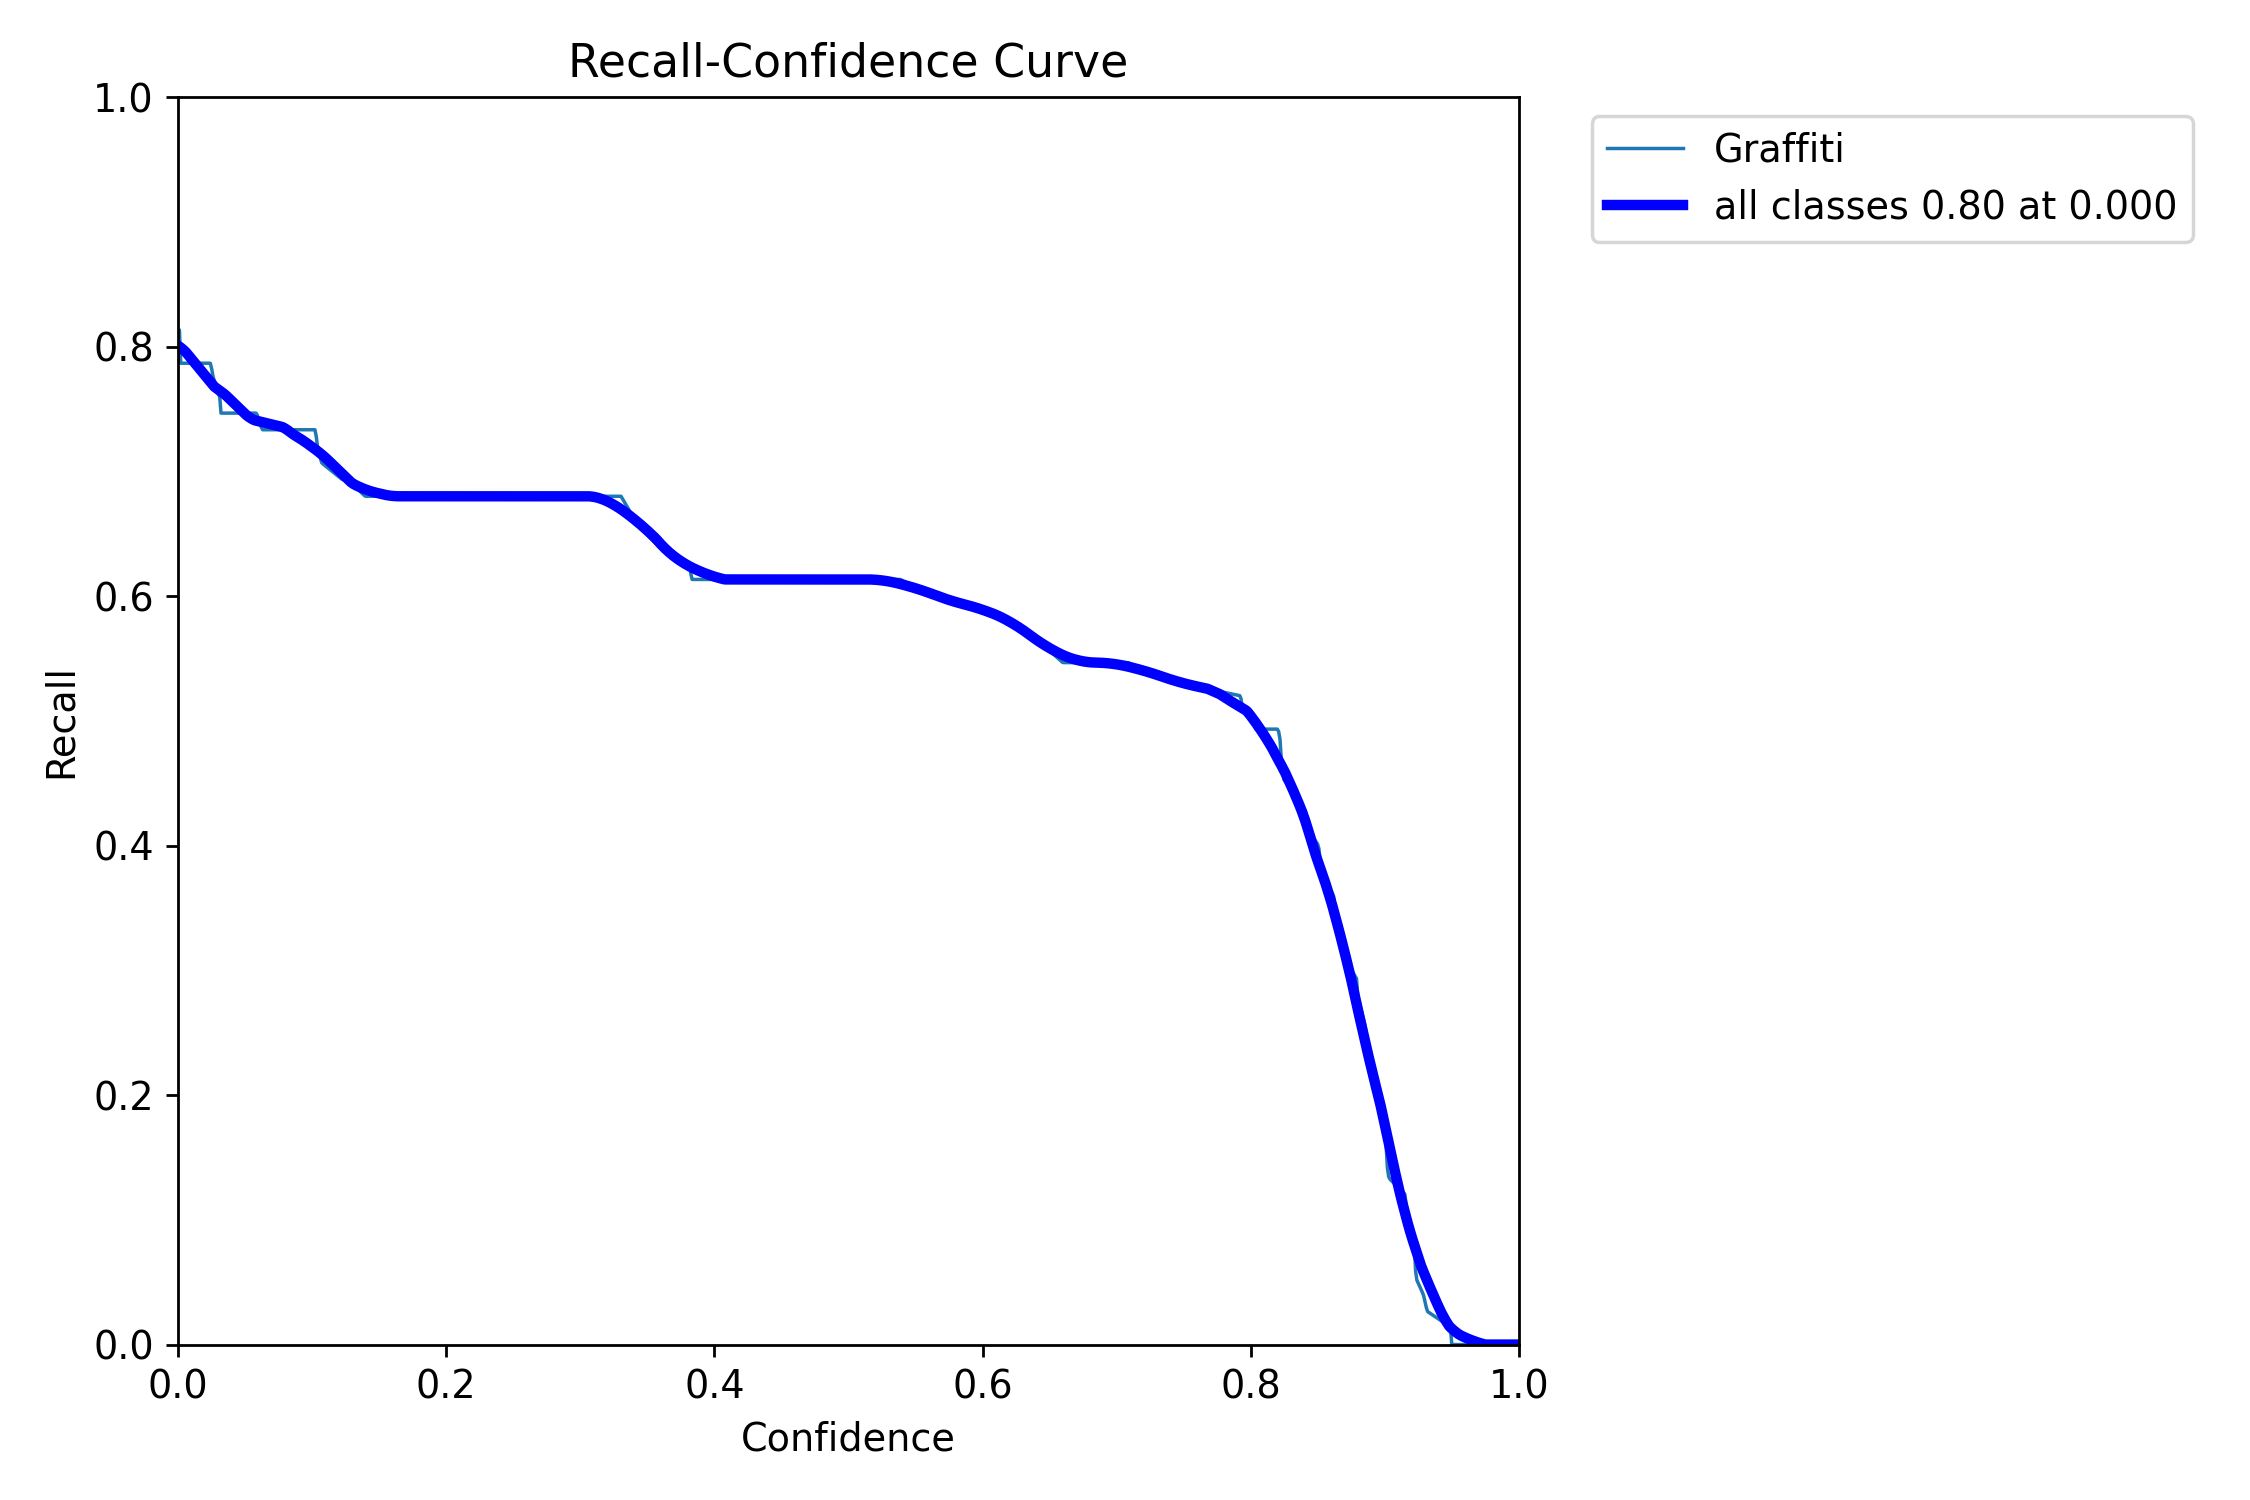 Recall-Confidence Curve
1.0
0.8
0.6
0.4
0.2
0.0
Recall
0.0 0.2 0.4 0.6 0.8 1.0
Confidence
Graffiti
all classes 0.80 at 0.000